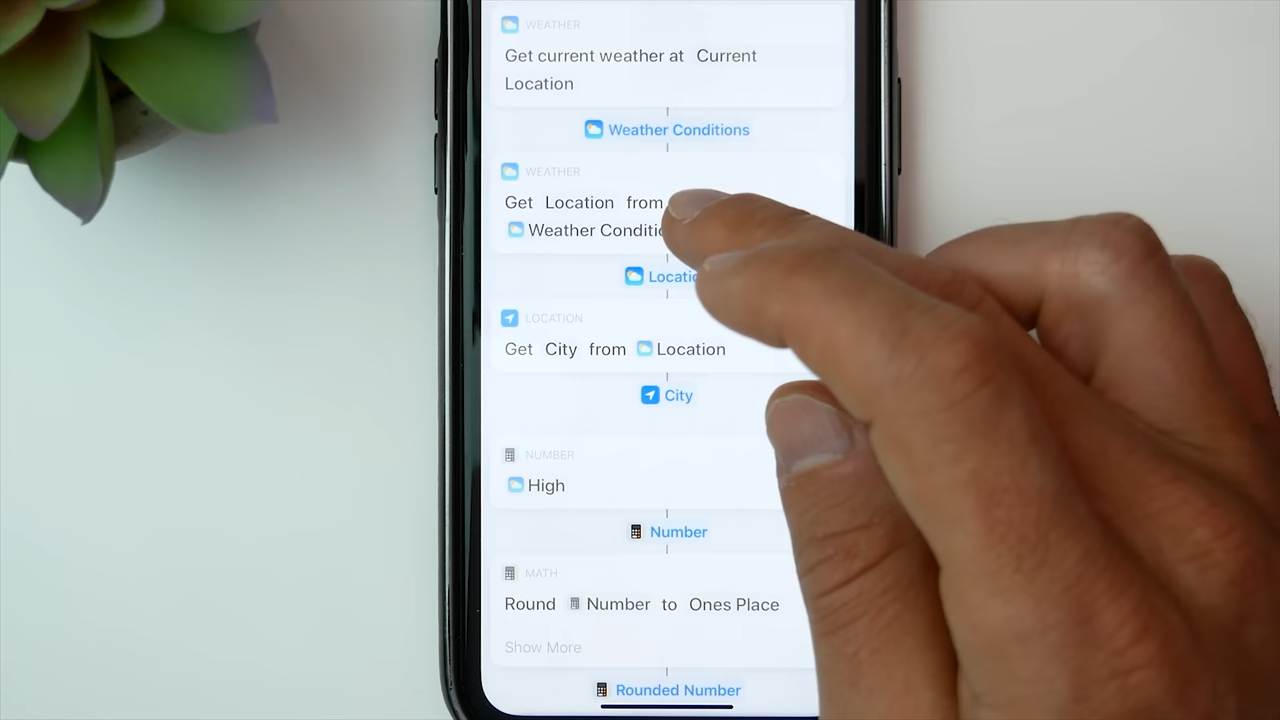 WEATHER
Get current weather at Current
Location
Weather Conditions
WEATHER
Get Location from
Weather
LOCATION
Get City from Location
City
NUMBER
High
Number
MATH
Round Number to Ones Place
Show More
Rounded Number